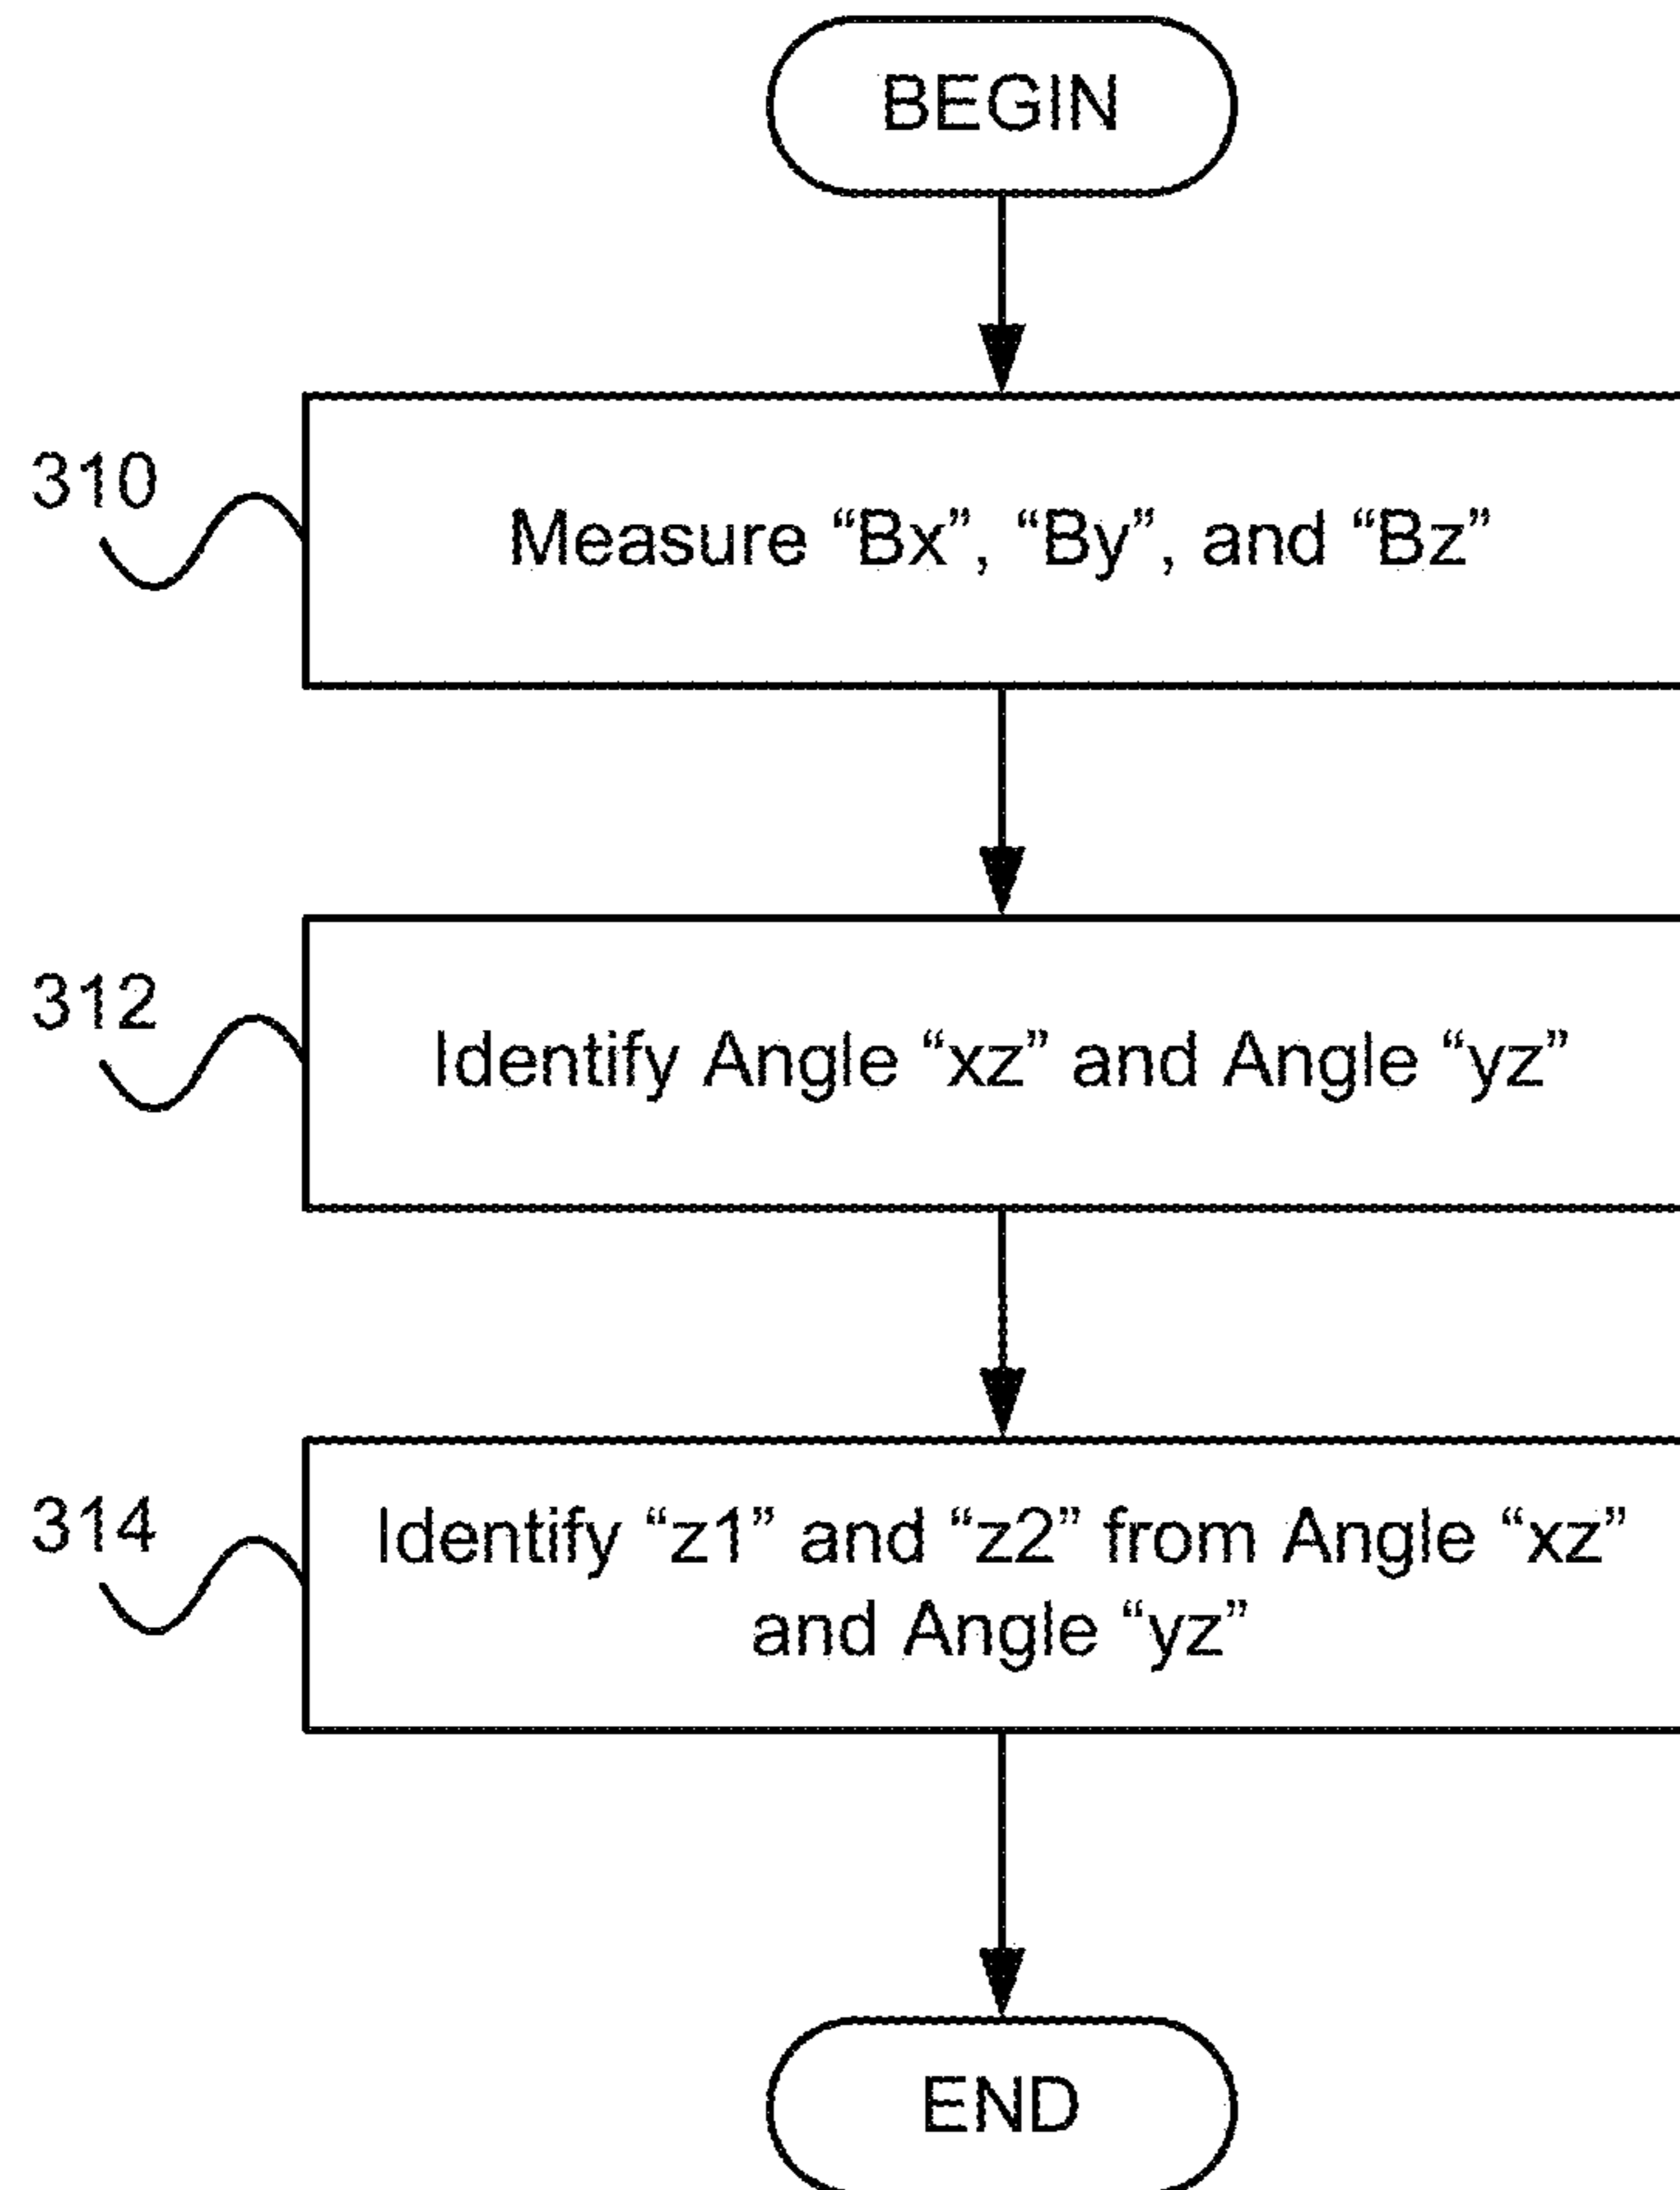 BEGIN
310
Measure “Bx”, “By”, and “Bz”
312
Identify Angle “xz” and Angle “yz”
314
Identify “z1” and “z2” from Angle “xz”
and Angle “yz”
END